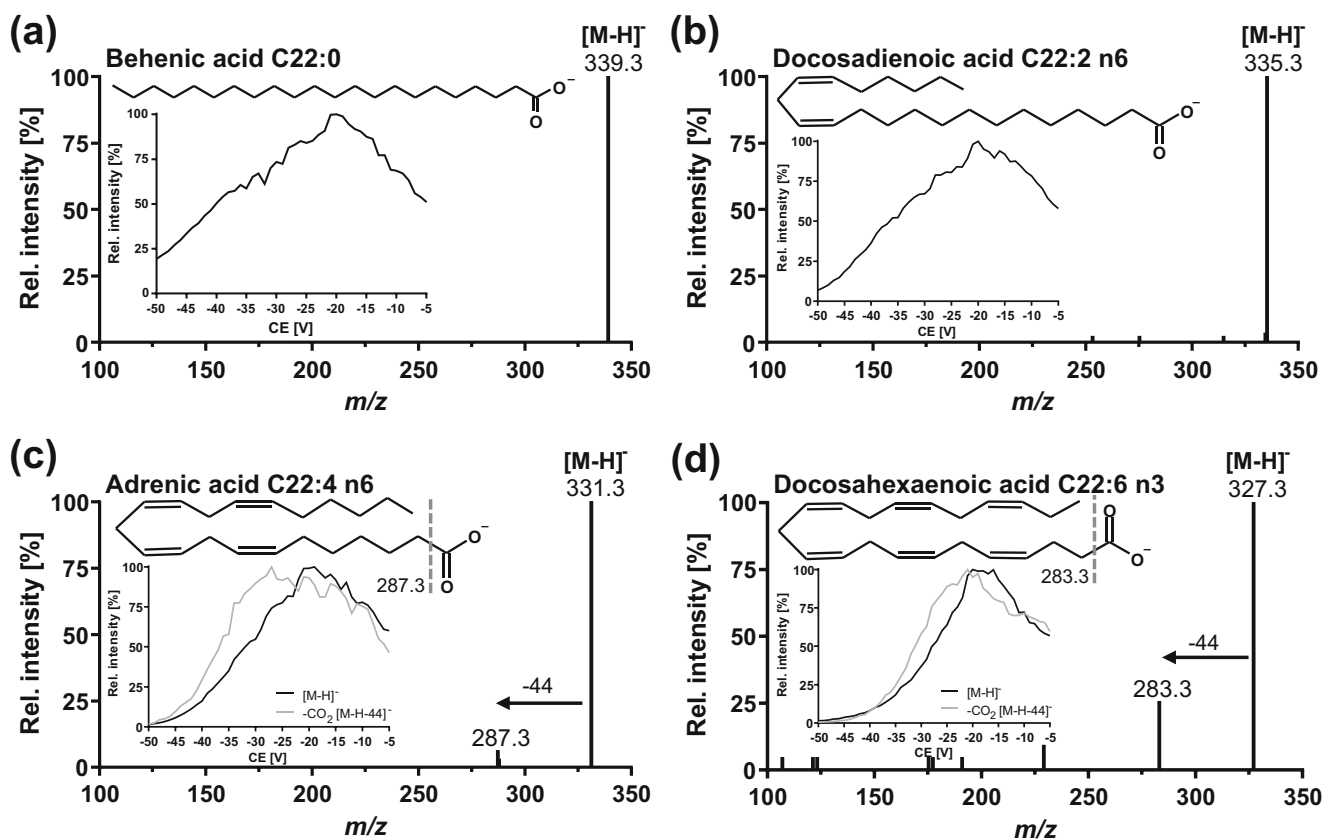 (a)
Behenic acid C22:0
[M-H]⁻
339.3
O⁻
O
Rel. intensity [%]
100
75
50
25
0
Rel. intensity [%]
100
75
50
25
0
-50 -45 -40 -35 -30 -25 -20 -15 -10 -5
CE [V]
100 150 200 250 300 350
m/z
(b)
Docosadienoic acid C22:2 n6
[M-H]⁻
335.3
O⁻
O
Rel. intensity [%]
100
75
50
25
0
Rel. intensity [%]
100
75
50
25
0
-50 -45 -40 -35 -30 -25 -20 -15 -10 -5
CE [V]
100 150 200 250 300 350
m/z
(c)
Adrenic acid C22:4 n6
[M-H]⁻
331.3
O⁻
O
287.3
Rel. intensity [%]
100
75
50
25
0
Rel. intensity [%]
100
75
50
25
0
[M-H]⁻
-CO₂ [M-H-44]⁻
-50 -45 -40 -35 -30 -25 -20 -15 -10 -5
CE [V]
-44
287.3
100 150 200 250 300 350
m/z
(d)
Docosahexaenoic acid C22:6 n3
[M-H]⁻
327.3
O
O⁻
283.3
Rel. intensity [%]
100
75
50
25
0
Rel. intensity [%]
100
75
50
25
0
[M-H]⁻
-CO₂ [M-H-44]⁻
-50 -45 -40 -35 -30 -25 -20 -15 -10 -5
CE [V]
-44
283.3
100 150 200 250 300 350
m/z